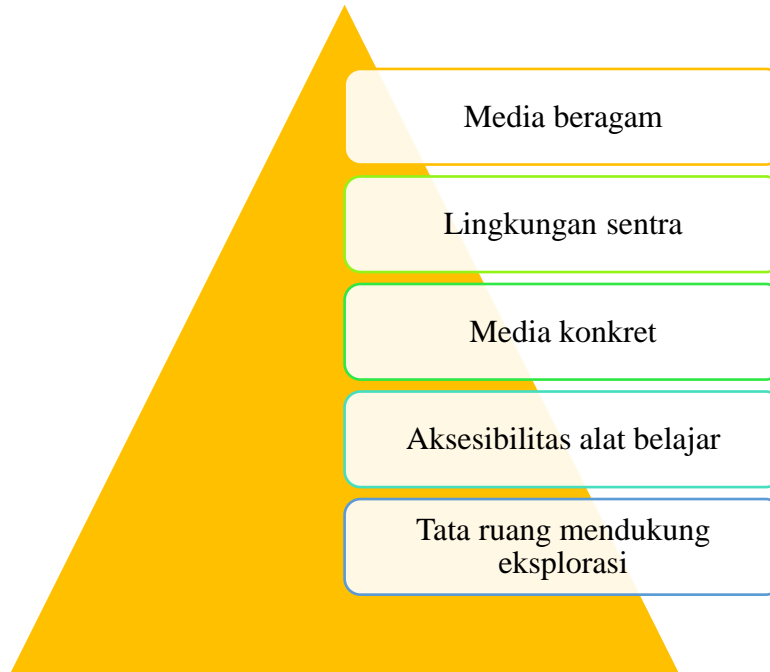 Media beragam
Lingkungan sentra
Media konkret
Aksesibilitas alat belajar
Tata ruang mendukung
eksplorasi